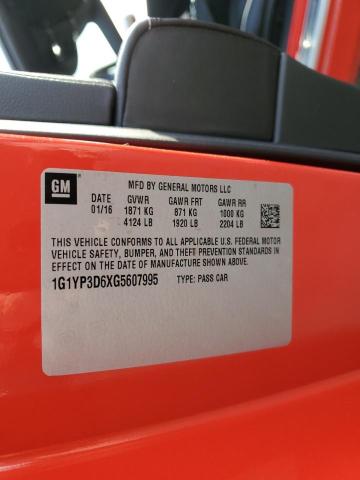 GM
MFD BY GENERAL MOTORS LLC
DATE GVWR GAWR FRT GAWR RR
01/16 1871 KG 871 KG 1000 KG
4124 LB 1920 LB 2204 LB
THIS VEHICLE CONFORMS TO ALL APPLICABLE U.S. FEDERAL MOTOR
VEHICLE SAFETY, BUMPER, AND THEFT PREVENTION STANDARDS
IN EFFECT ON THE DATE OF MANUFACTURE SHOWN ABOVE.
1G1YP3D6XG5607995 TYPE: PASS CAR